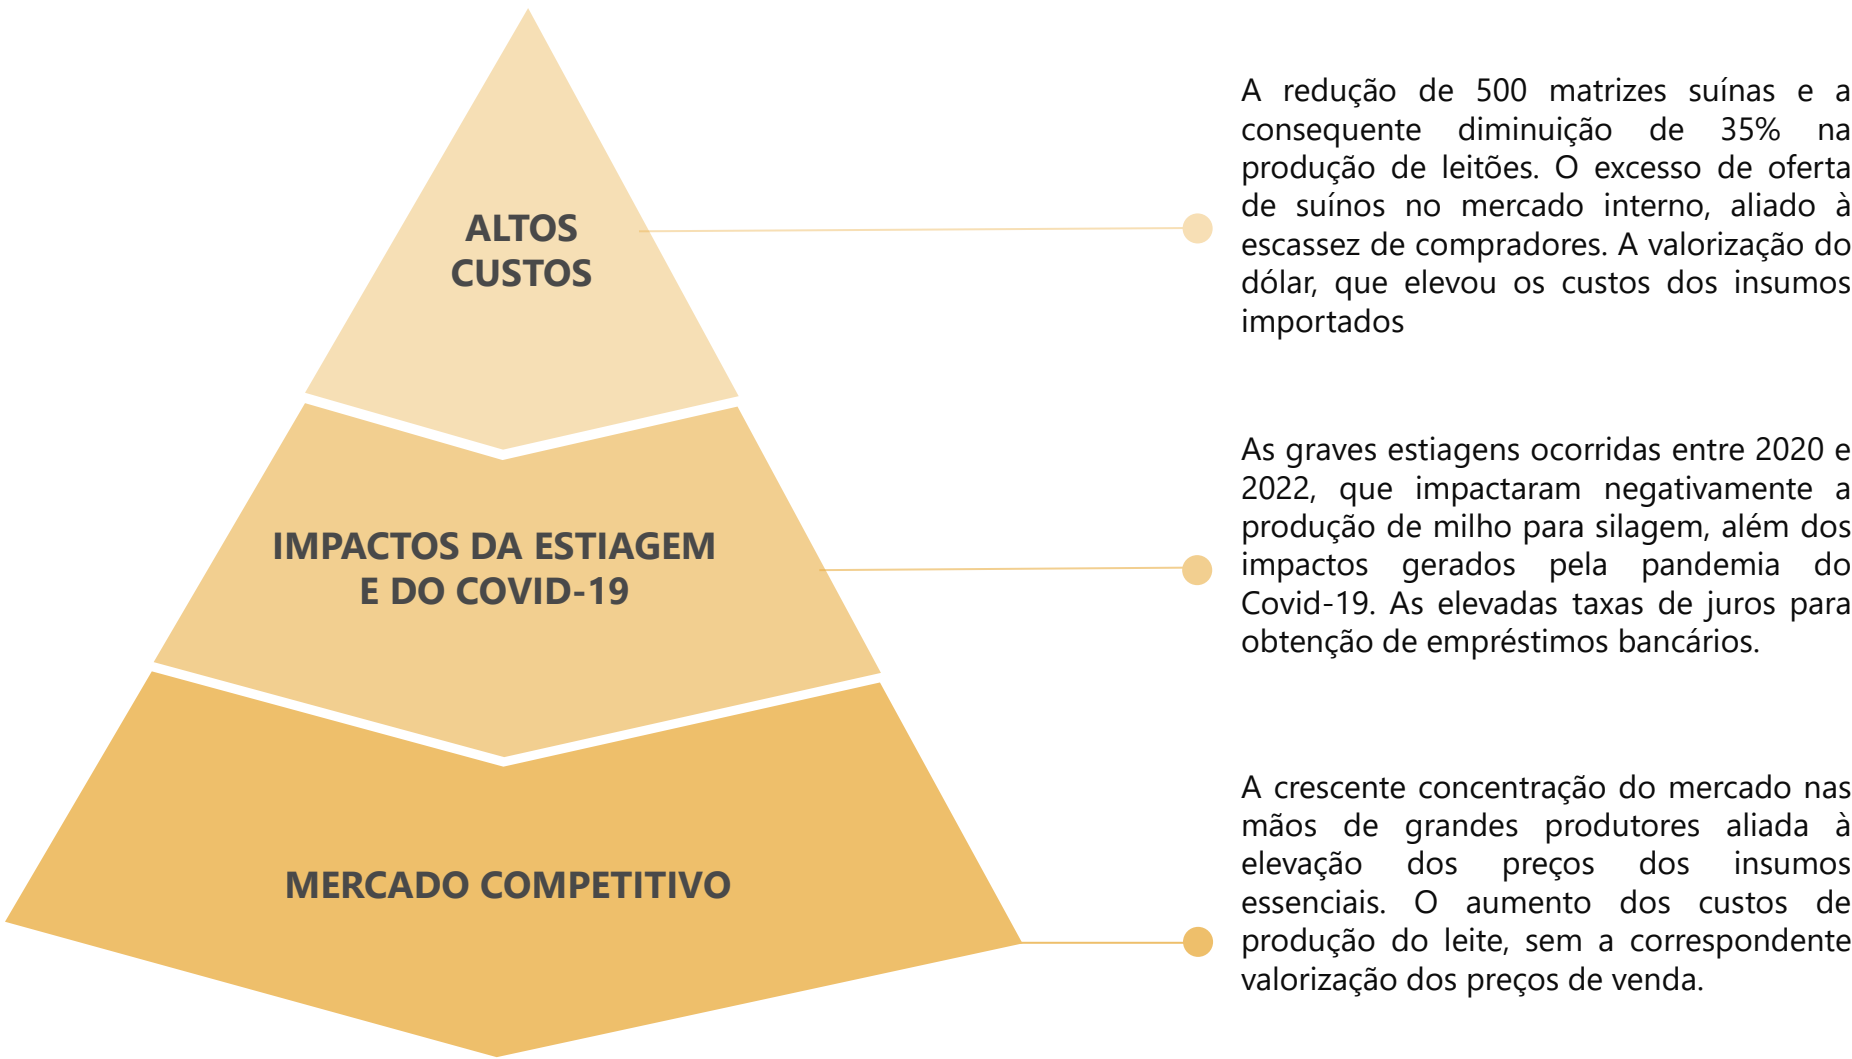 ALTOS
CUSTOS
A redução de 500 matrizes suínas e a
consequente diminuição de 35% na
produção de leitões. O excesso de oferta
de suínos no mercado interno, aliado à
escassez de compradores. A valorização do
dólar, que elevou os custos dos insumos
importados
IMPACTOS DA ESTIAGEM
E DO COVID-19
As graves estiagens ocorridas entre 2020 e
2022, que impactaram negativamente a
produção de milho para silagem, além dos
impactos gerados pela pandemia do
Covid-19. As elevadas taxas de juros para
obtenção de empréstimos bancários.
MERCADO COMPETITIVO
A crescente concentração do mercado nas
mãos de grandes produtores aliada à
elevação dos preços dos insumos
essenciais. O aumento dos custos de
produção do leite, sem a correspondente
valorização dos preços de venda.